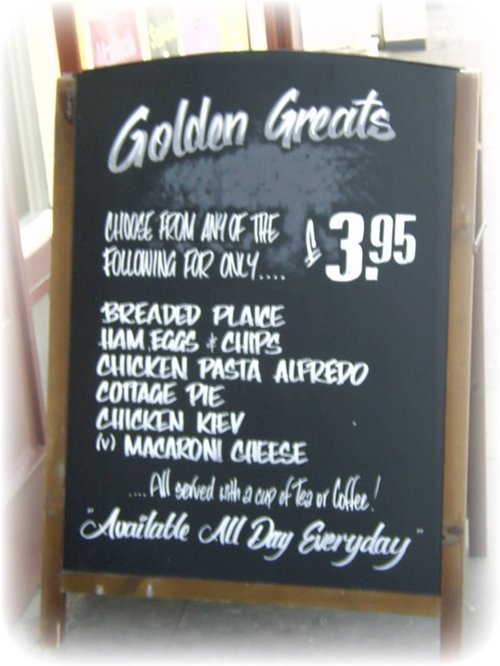 Golden Greats
CHOOSE FROM ANY OF THE
FOLLOWING FOR ONLY.... £3.95
BREADED PLAICE
HAM, EGGS & CHIPS
CHICKEN PASTA ALFREDO
COTTAGE PIE
CHICKEN KIEV
(V) MACARONI CHEESE
....All served with a cup of Tea or Coffee!
"Available All Day Everyday"